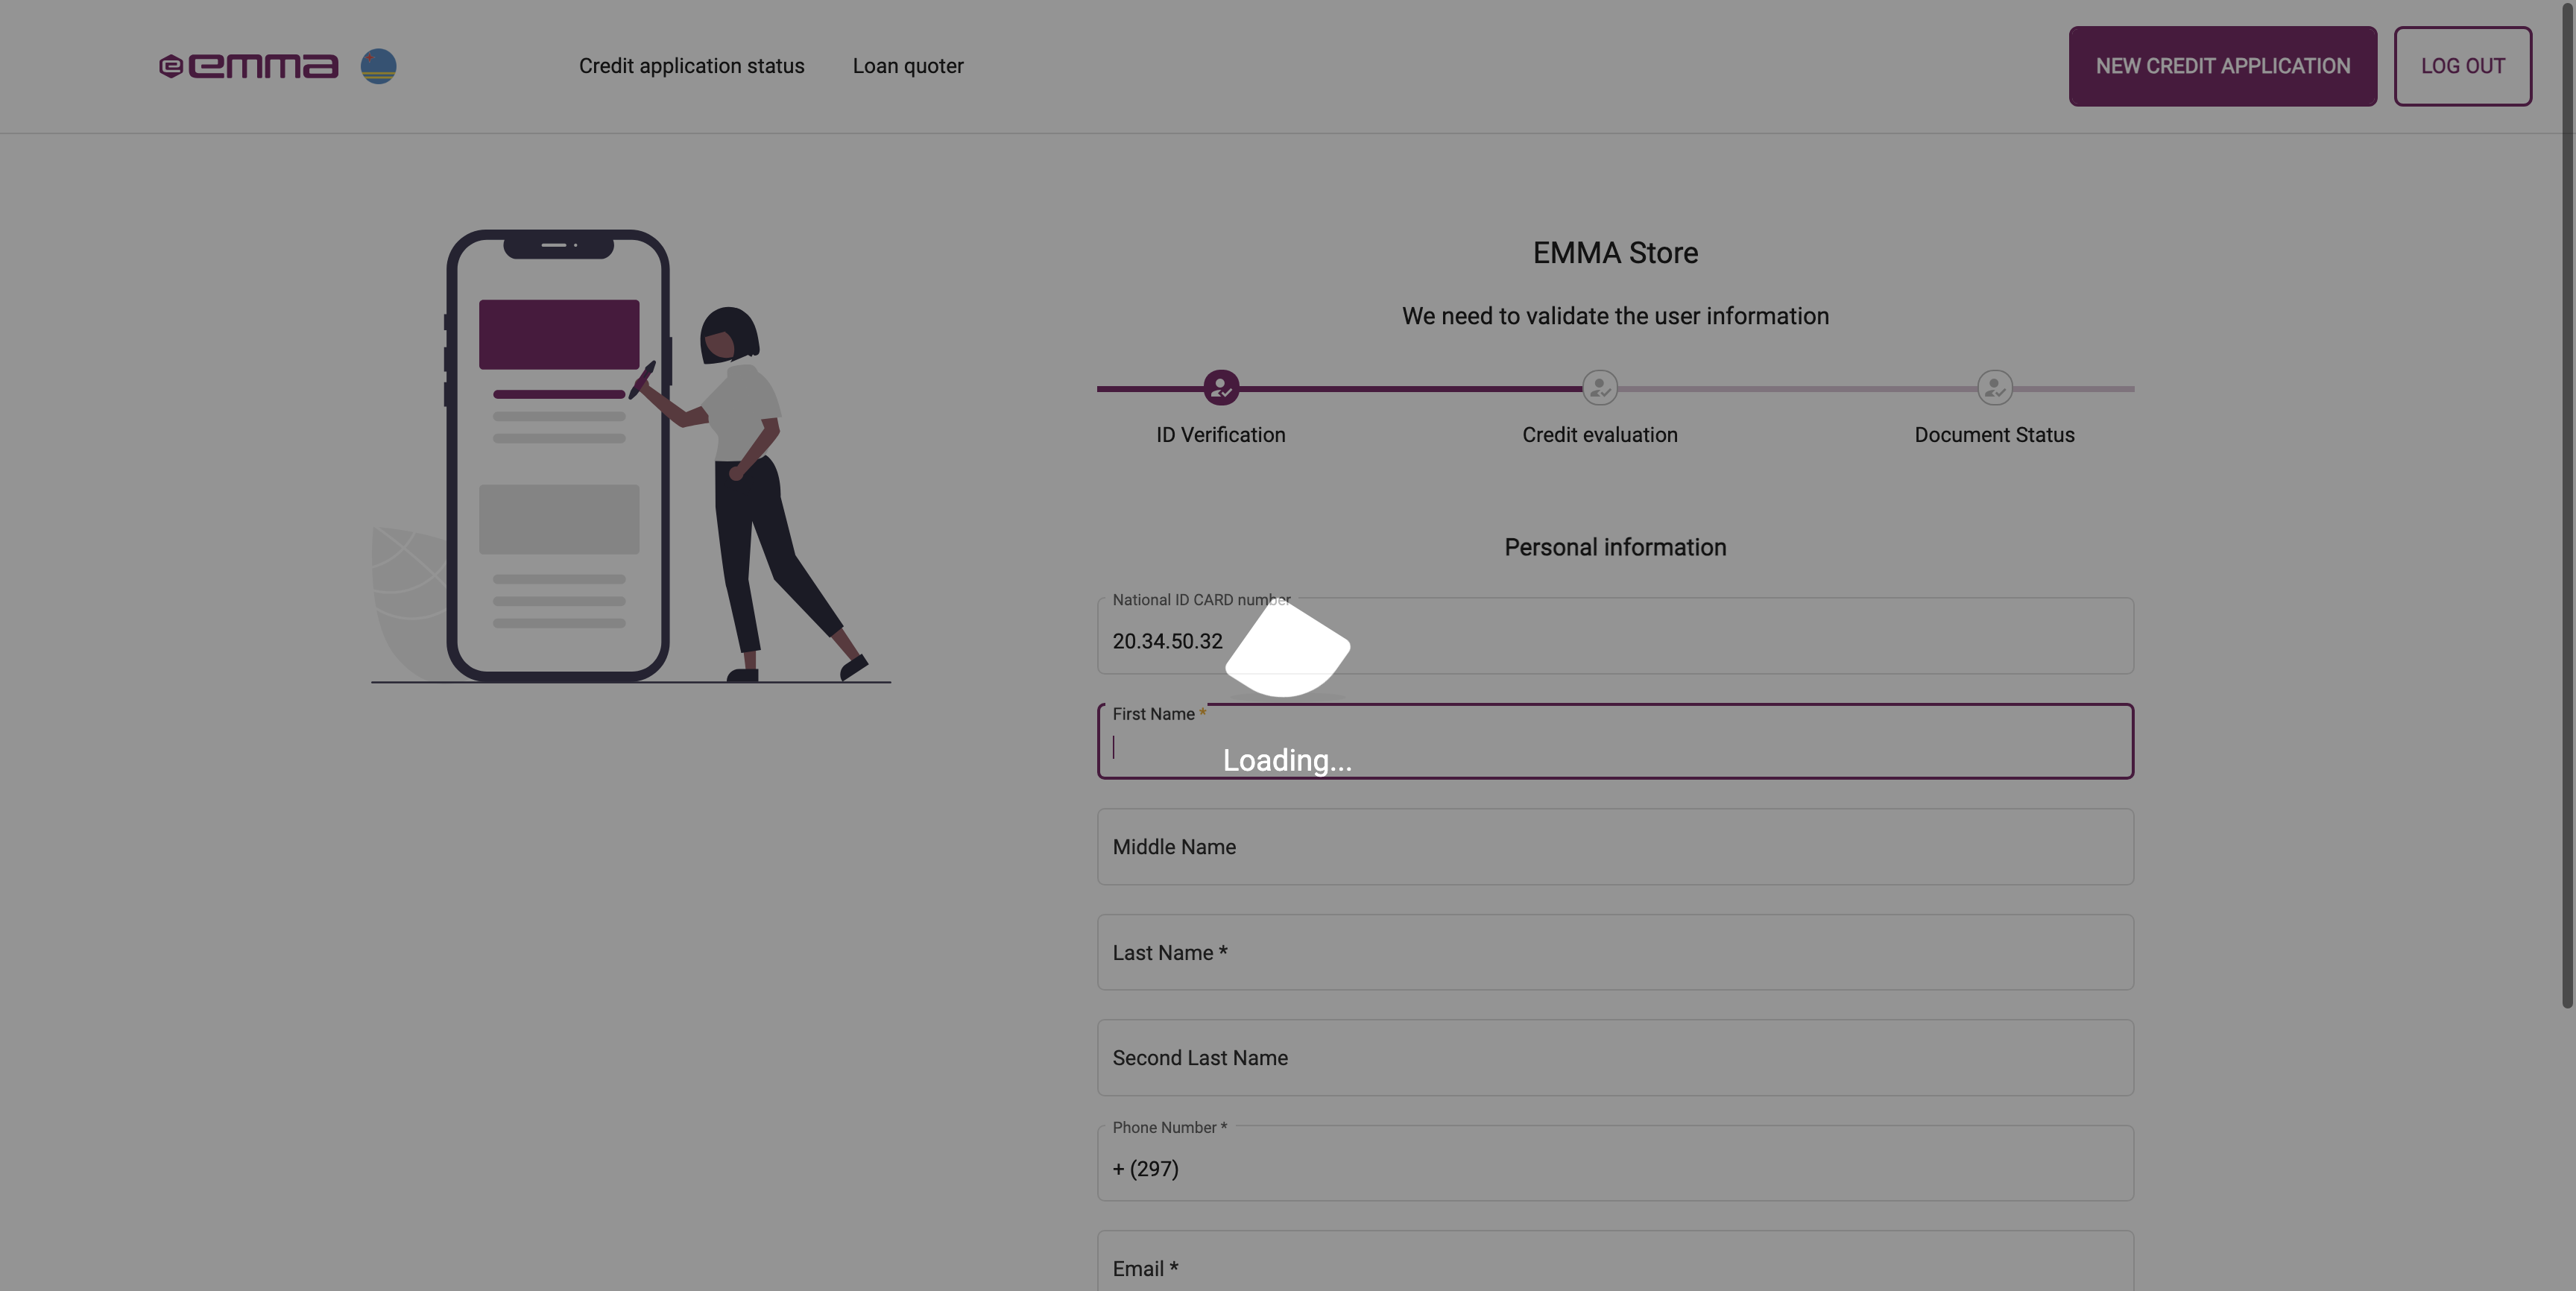 emma
Credit application status
Loan quoter
NEW CREDIT APPLICATION
LOG OUT
EMMA Store
We need to validate the user information
ID Verification
Credit evaluation
Document Status
Personal information
National ID CARD number
20.34.50.32
First Name *
Loading...
Middle Name
Last Name *
Second Last Name
Phone Number *
+ (297)
Email *